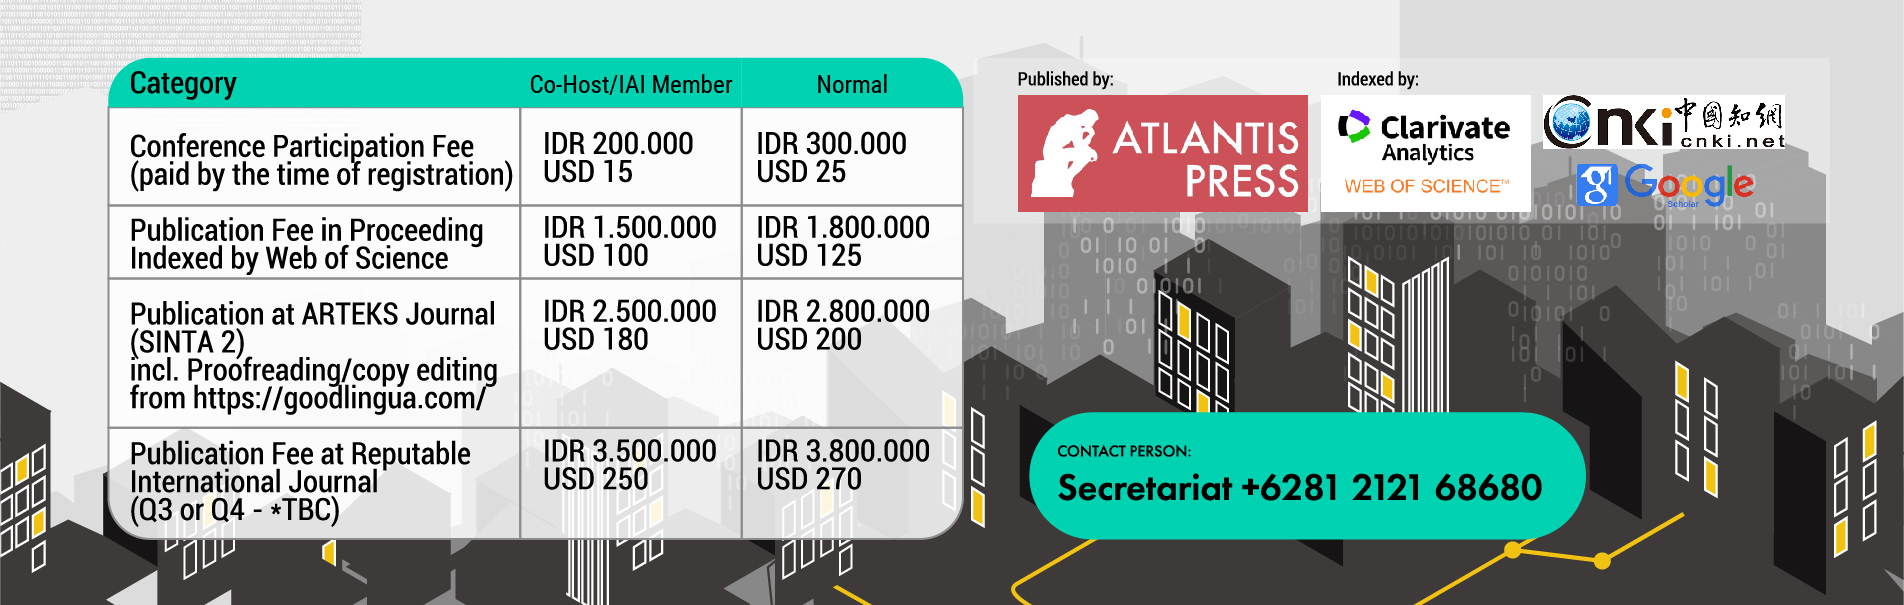 Category Co-Host/IAI Member Normal
Conference Participation Fee
(paid by the time of registration)
IDR 200.000
USD 15
IDR 300.000
USD 25
Publication Fee in Proceeding
Indexed by Web of Science
IDR 1.500.000
USD 100
IDR 1.800.000
USD 125
Publication at ARTEKS Journal
(SINTA 2)
incl. Proofreading/copy editing
from https://goodlingua.com/
IDR 2.500.000
USD 180
IDR 2.800.000
USD 200
Publication Fee at Reputable
International Journal
(Q3 or Q4 - *TBC)
IDR 3.500.000
USD 250
IDR 3.800.000
USD 270
Published by:
ATLANTIS
PRESS
Indexed by:
Clarivate
Analytics
WEB OF SCIENCE™
Cnki 中国知网
cnki.net
g Google
Scholar
CONTACT PERSON:
Secretariat +6281 2121 68680